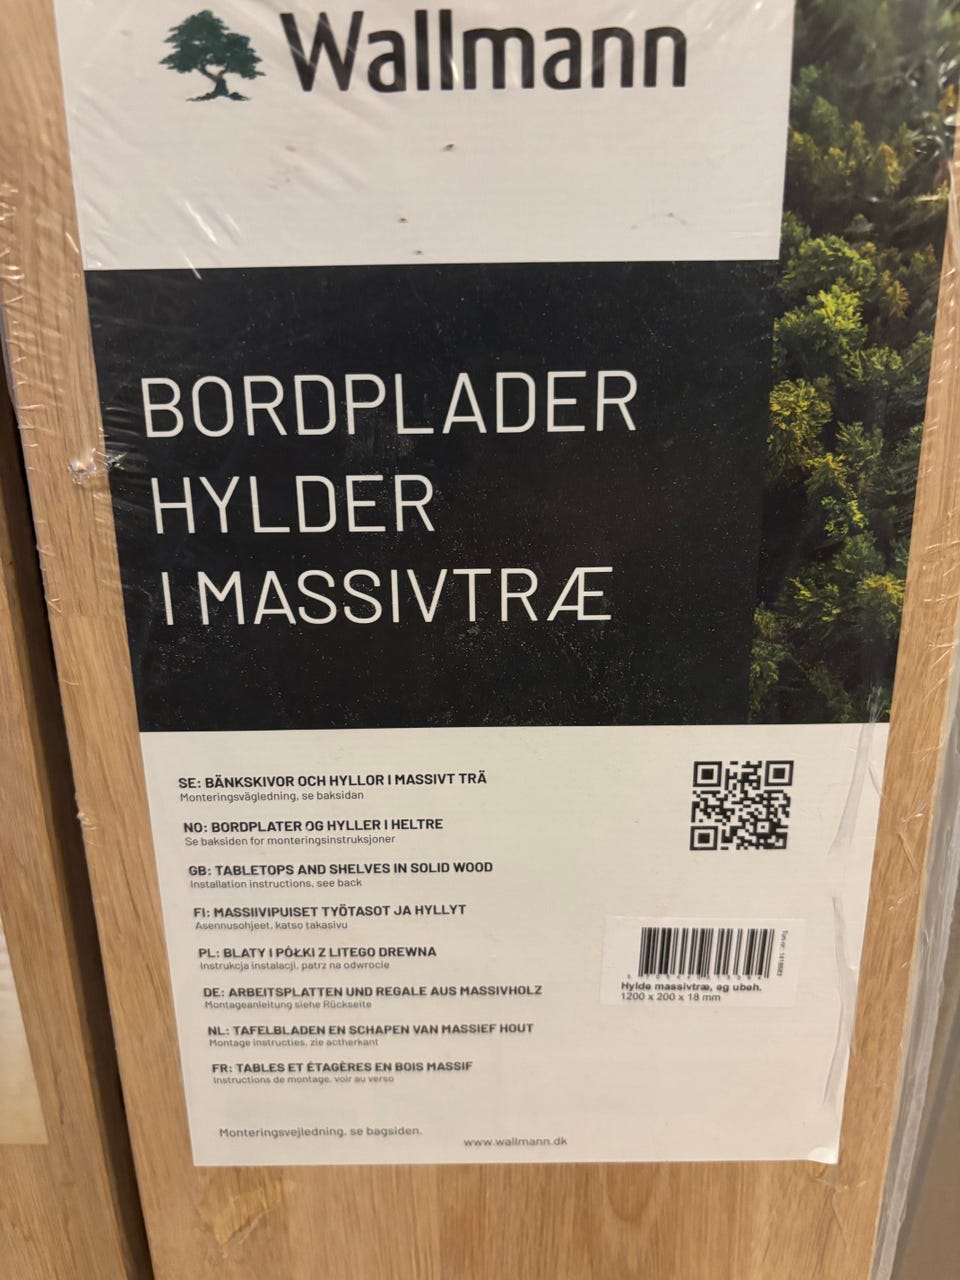 Wallmann
BORDPLADER
HYLDER
I MASSIVTRÆ
SE: BÄNKSKIVOR OCH HYLLOR I MASSIVT TRÄ
Monteringsvägledning, se baksidan
NO: BORDPLATER OG HYLLER I HELTRE
Se baksiden for monteringsinstruksjoner
GB: TABLETOPS AND SHELVES IN SOLID WOOD
Installation instructions, see back
FI: MASSIIVIPUISET TYÖTASOT JA HYLLYT
Asennusohjeet, katso takasivu
PL: BLATY I PÓŁKI Z LITEGO DREWNA
Instrukcja instalacji, patrz na odwrocie
DE: ARBEITSPLATTEN UND REGALE AUS MASSIVHOLZ
Montageanleitung siehe Rückseite
NL: TAFELBLADEN EN SCHAPEN VAN MASSIEF HOUT
Montage instructies, zie achterkant
FR: TABLES ET ÉTAGÈRES EN BOIS MASSIF
Instructions de montage, voir au verso
Hylde massivtræ, eg ubeh.
1200 x 200 x 18 mm
Monteringsvejledning, se bagsiden.
www.wallmann.dk